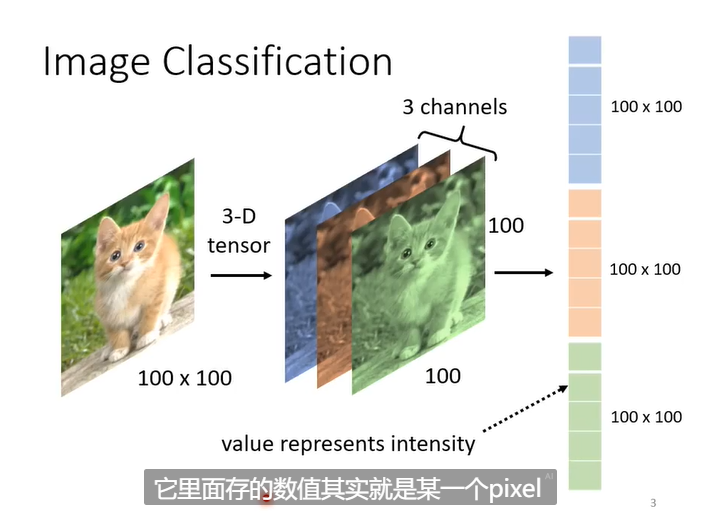 Image Classification
3 channels
100 x 100
3-D
tensor
100
100 x 100
100 x 100
100
100 x 100
value represents intensity
AI
它里面存的数值其实就是某一个pixel
3